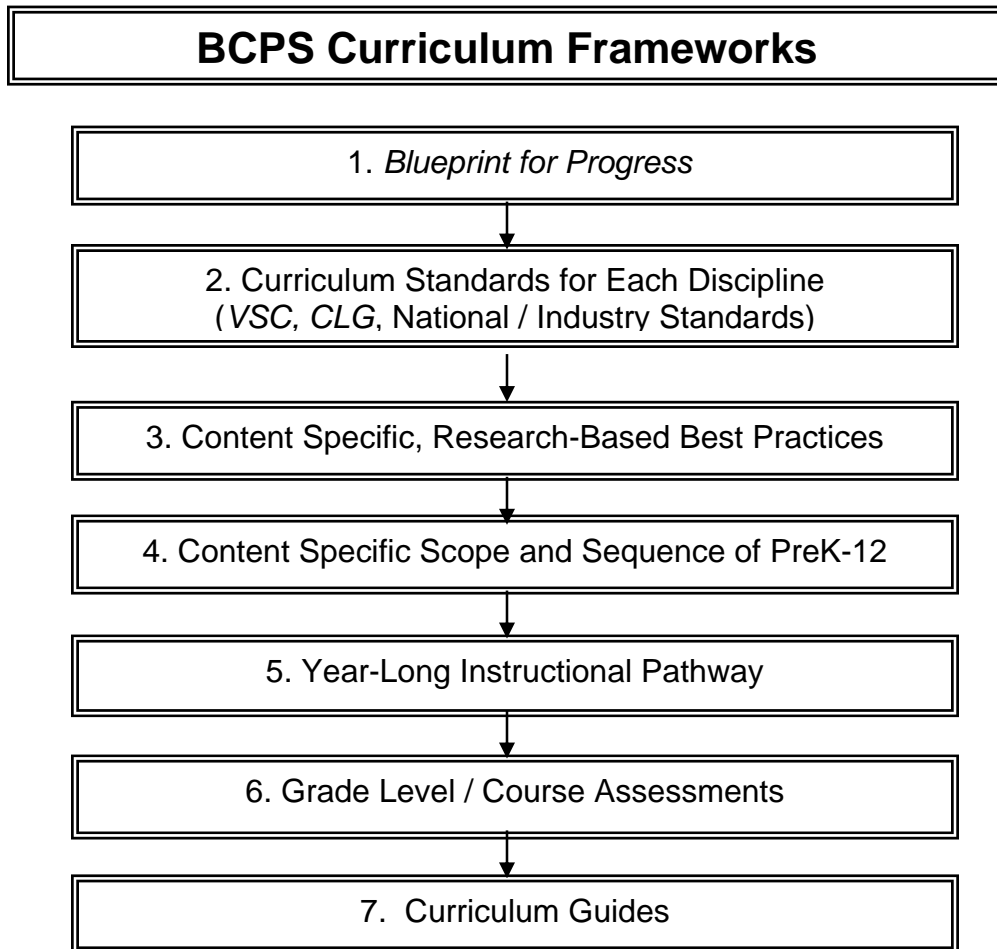 BCPS Curriculum Frameworks
1. Blueprint for Progress
2. Curriculum Standards for Each Discipline
(VSC, CLG, National / Industry Standards)
3. Content Specific, Research-Based Best Practices
4. Content Specific Scope and Sequence of PreK-12
5. Year-Long Instructional Pathway
6. Grade Level / Course Assessments
7. Curriculum Guides